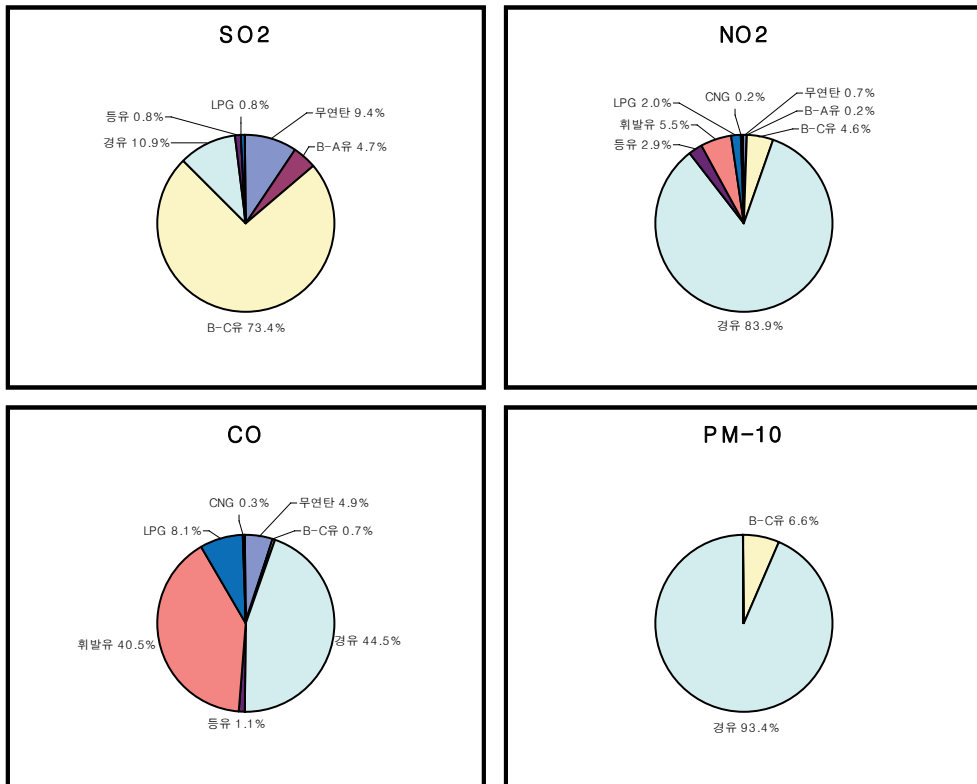 SO2
LPG 0.8%
등유 0.8%
무연탄 9.4%
경유 10.9%
B-A유 4.7%
B-C유 73.4%
NO2
CNG 0.2%
무연탄 0.7%
LPG 2.0%
B-A유 0.2%
휘발유 5.5%
B-C유 4.6%
등유 2.9%
경유 83.9%
CO
CNG 0.3%
무연탄 4.9%
LPG 8.1%
B-C유 0.7%
휘발유 40.5%
경유 44.5%
등유 1.1%
PM-10
B-C유 6.6%
경유 93.4%